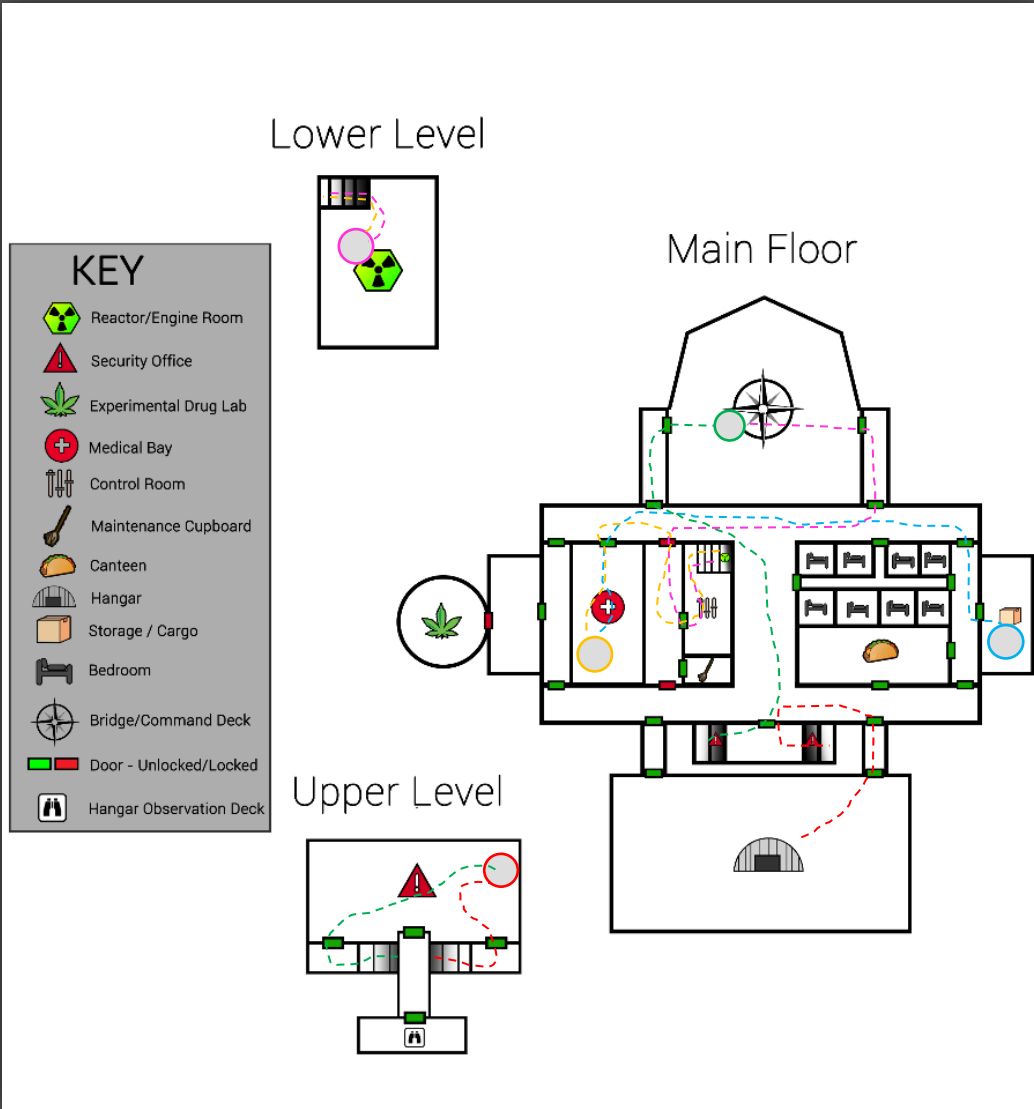 Lower Level
Main Floor
KEY
Reactor/Engine Room
Security Office
Experimental Drug Lab
Medical Bay
Control Room
Maintenance Cupboard
Canteen
Hangar
Storage / Cargo
Bedroom
Bridge/Command Deck
Door - Unlocked/Locked
Hangar Observation Deck
Upper Level